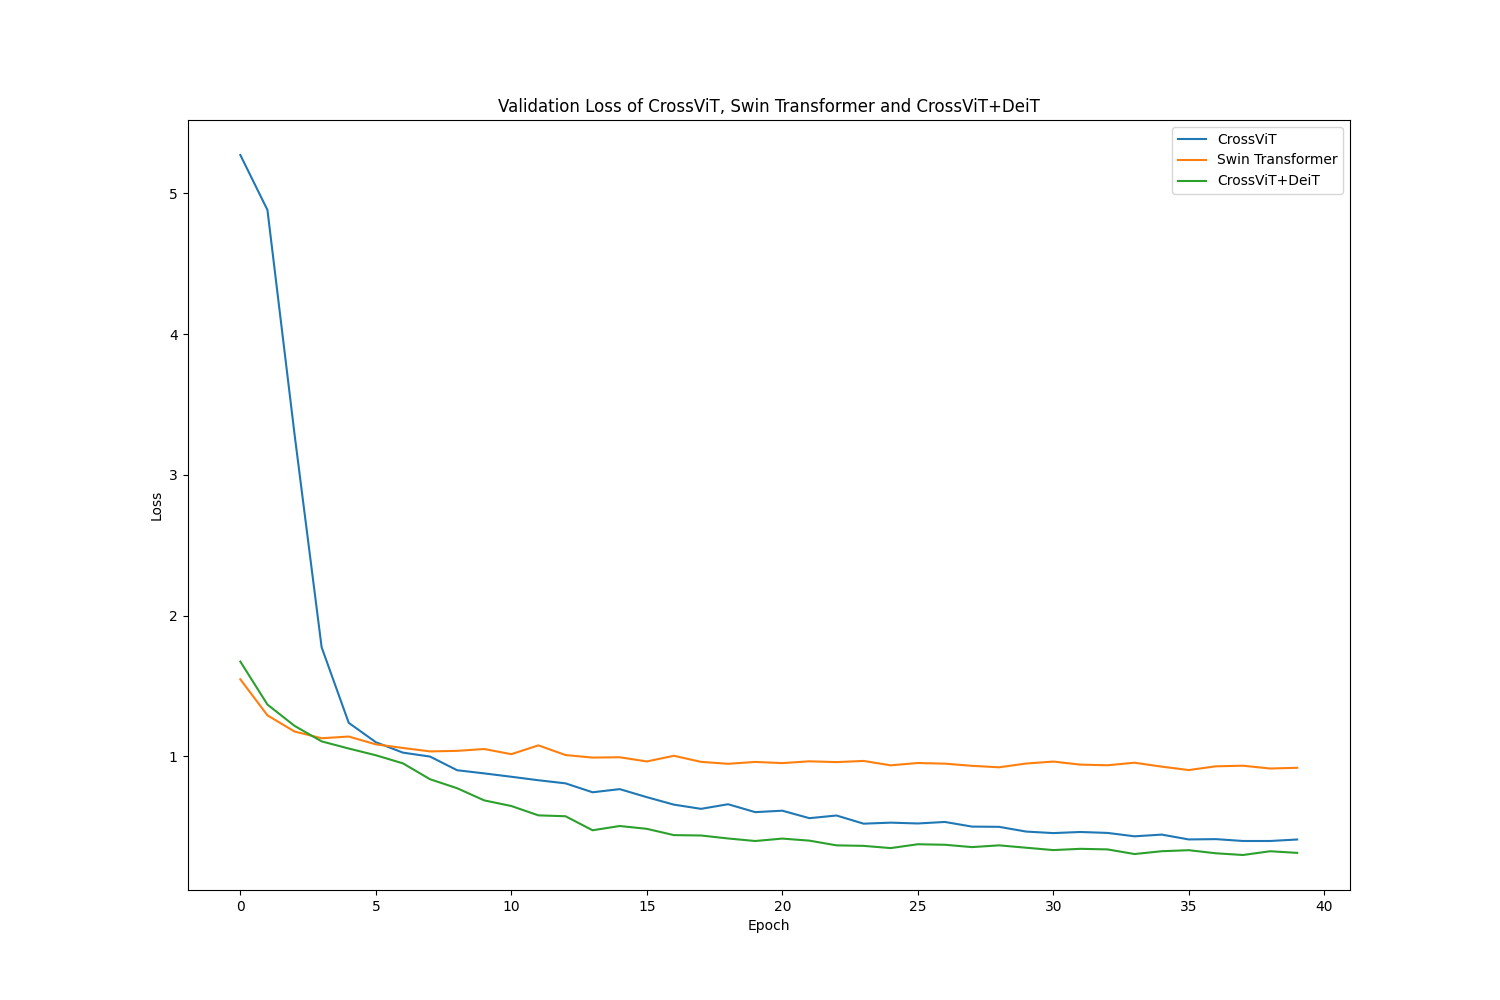 Validation Loss of CrossViT, Swin Transformer and CrossViT+DeiT
CrossViT
Swin Transformer
CrossViT+DeiT
5
4
3
2
1
Loss
0 5 10 15 20 25 30 35 40
Epoch